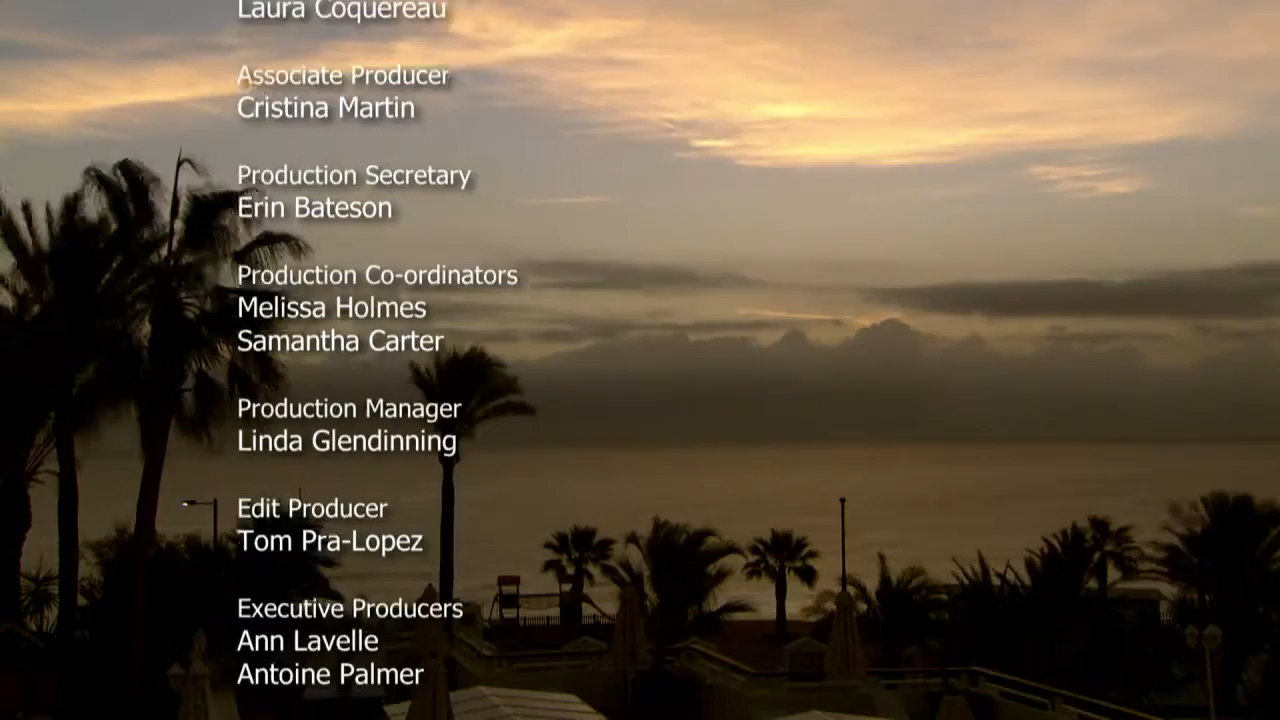 Laura Coquereau
Associate Producer
Cristina Martin
Production Secretary
Erin Bateson
Production Co-ordinators
Melissa Holmes
Samantha Carter
Production Manager
Linda Glendinning
Edit Producer
Tom Pra-Lopez
Executive Producers
Ann Lavelle
Antoine Palmer